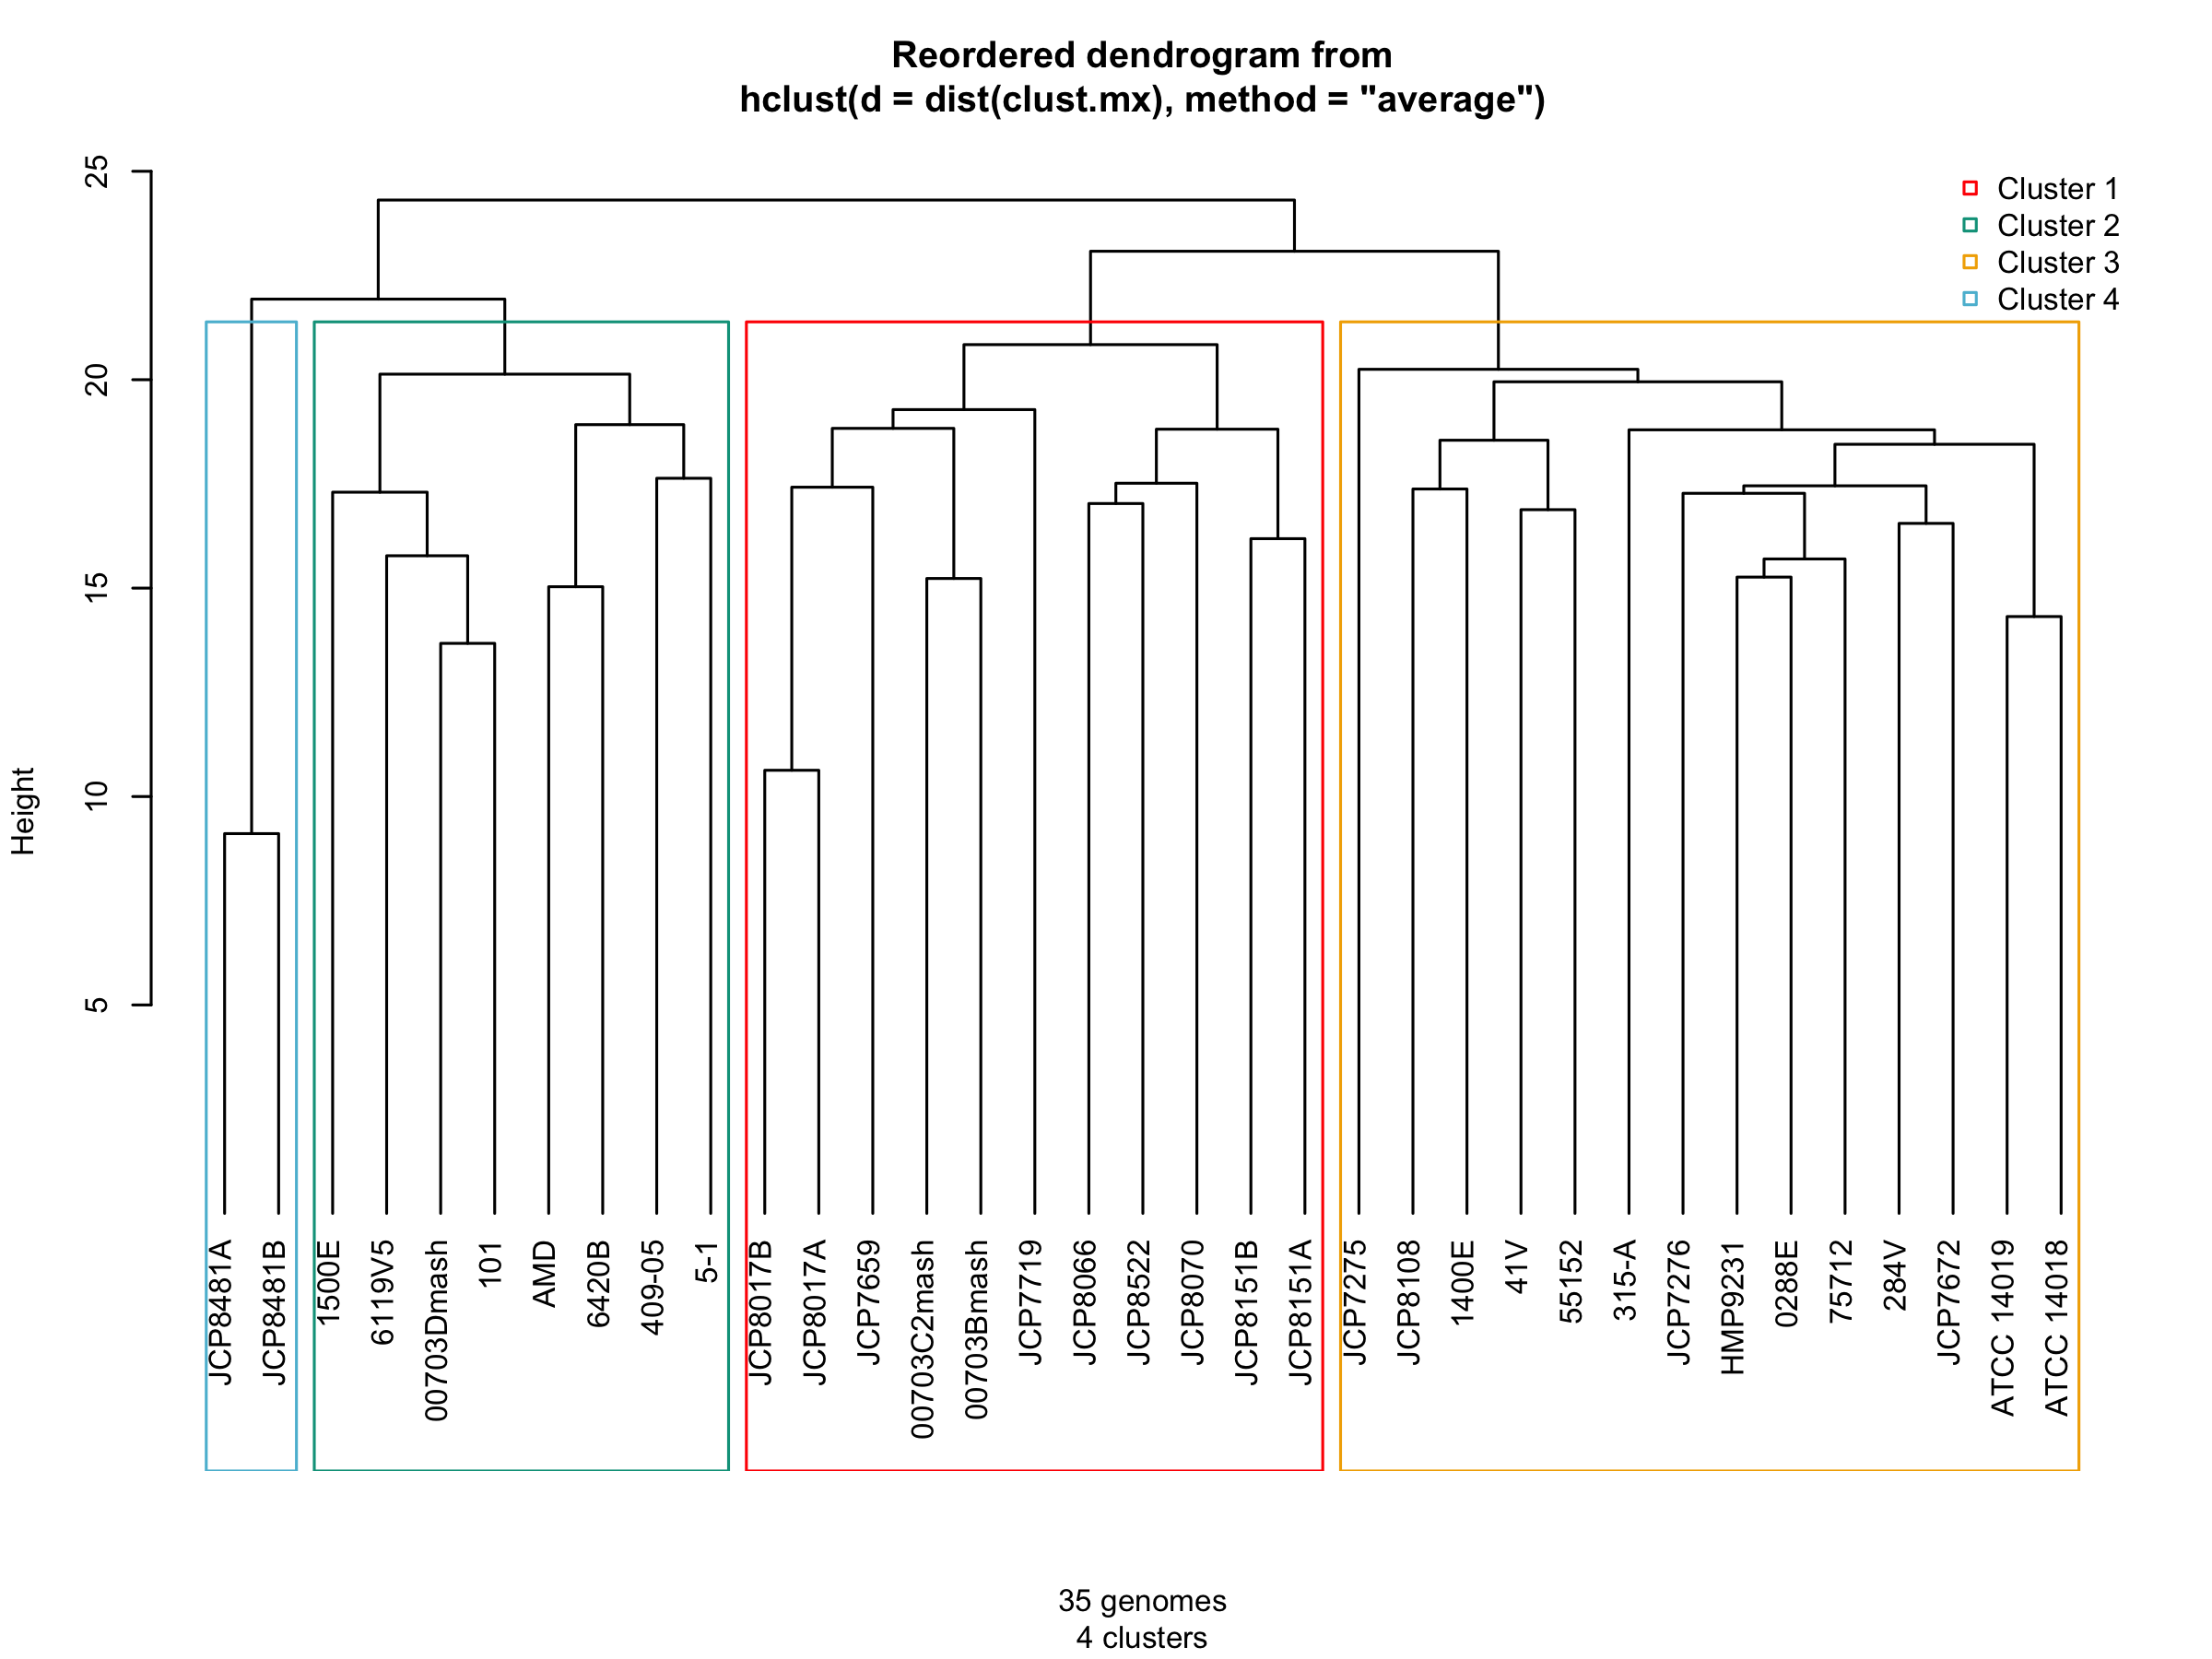 Reordered dendrogram from
hclust(d = dist(clust.mx), method = "average")
25
20
15
10
5
Height
Cluster 1
Cluster 2
Cluster 3
Cluster 4
JCP8481A
JCP8481B
1500E
6119V5
00703Dmash
101
AMD
6420B
409-05
5-1
JCP8017B
JCP8017A
JCP7659
00703C2mash
00703Bmash
JCP7719
JCP8066
JCP8522
JCP8070
JCP8151B
JCP8151A
JCP7275
JCP8108
1400E
41V
55152
315-A
JCP7276
HMP9231
0288E
75712
284V
JCP7672
ATCC 14019
ATCC 14018
35 genomes
4 clusters